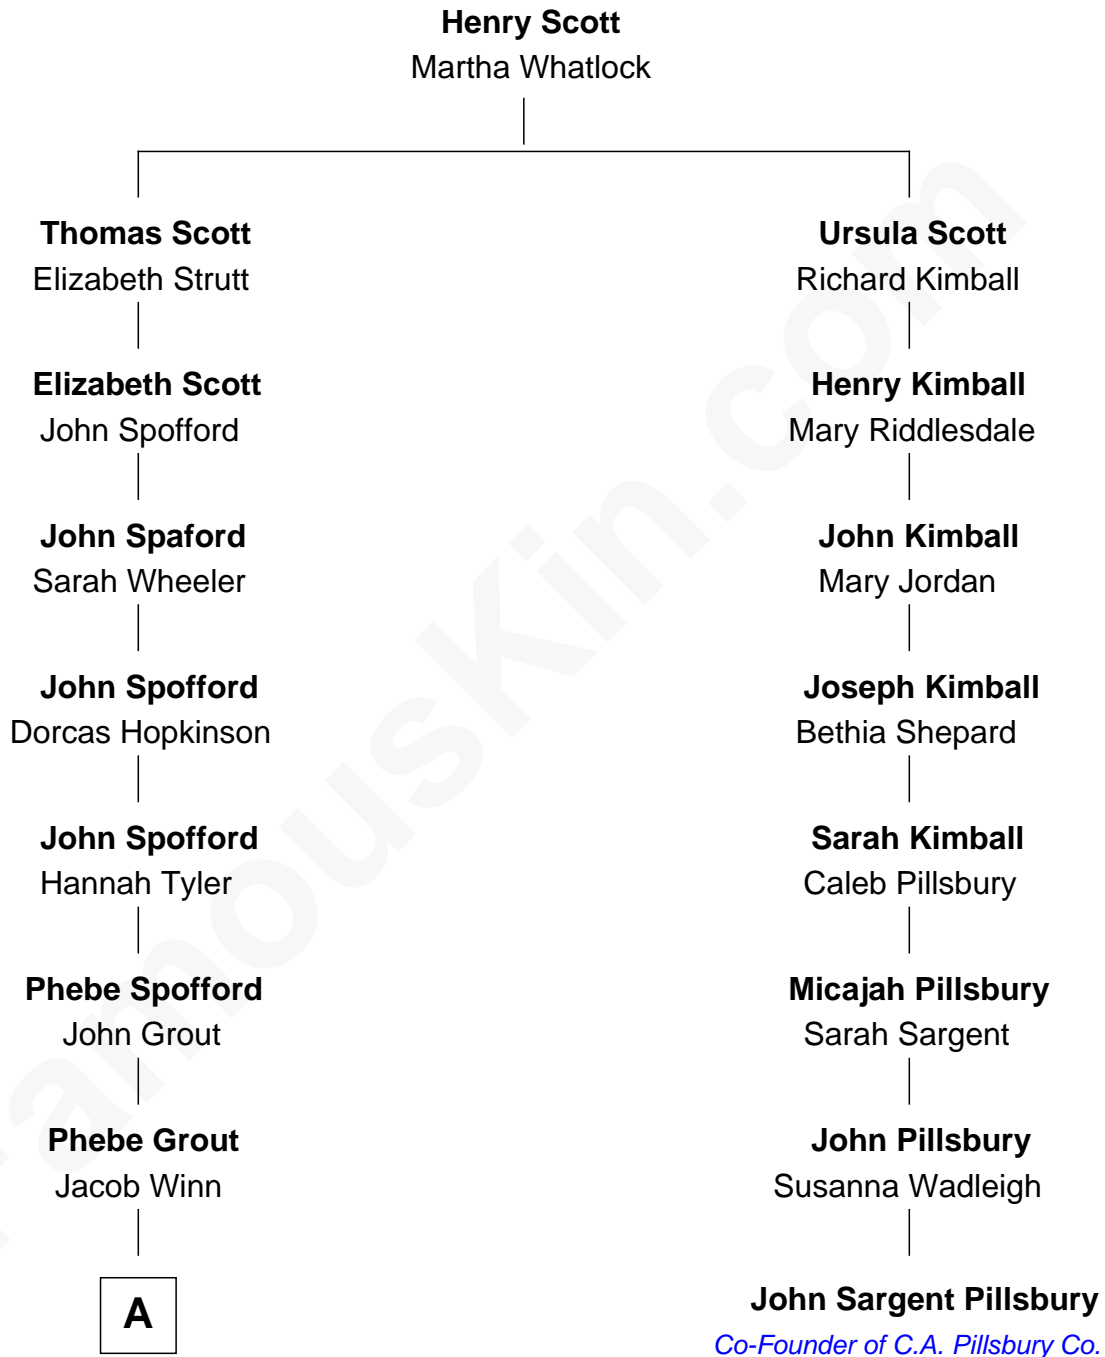 Henry Scott
Martha Whatlock
Thomas Scott
Elizabeth Strutt
Elizabeth Scott
John Spofford
John Spaford
Sarah Wheeler
John Spofford
Dorcas Hopkinson
John Spofford
Hannah Tyler
Phebe Spofford
John Grout
Phebe Grout
Jacob Winn
A
Ursula Scott
Richard Kimball
Henry Kimball
Mary Riddlesdale
John Kimball
Mary Jordan
Joseph Kimball
Bethia Shepard
Sarah Kimball
Caleb Pillsbury
Micajah Pillsbury
Sarah Sargent
John Pillsbury
Susanna Wadleigh
John Sargent Pillsbury
Co-Founder of C.A. Pillsbury Co.
FamousKin.com